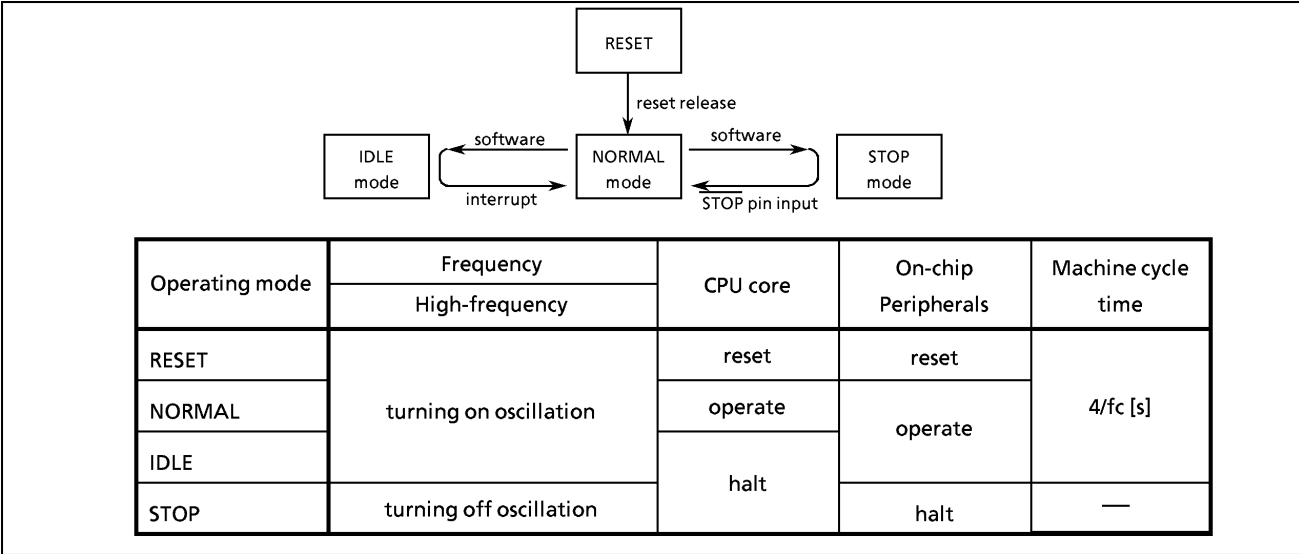 RESET
reset release
software
software
IDLE
mode
NORMAL
mode
STOP
mode
interrupt
STOP pin input
Operating mode
Frequency
High-frequency
CPU core
On-chip
Peripherals
Machine cycle
time
RESET
turning on oscillation
reset
reset
4/fc [s]
NORMAL
operate
operate
IDLE
halt
STOP
turning off oscillation
halt
—